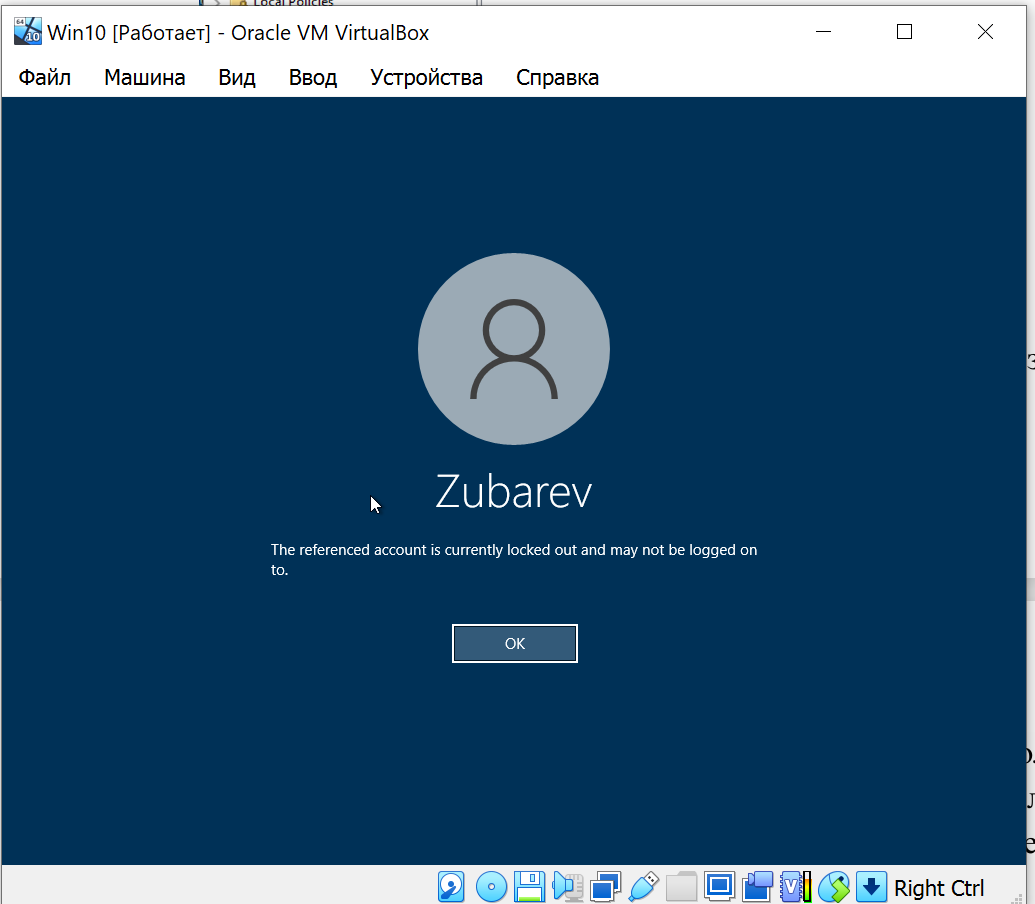 Local Policies
Win10 [Работает] - Oracle VM VirtualBox
Файл Машина Вид Ввод Устройства Справка
Zubarev
The referenced account is currently locked out and may not be logged on
to.
OK
Right Ctrl